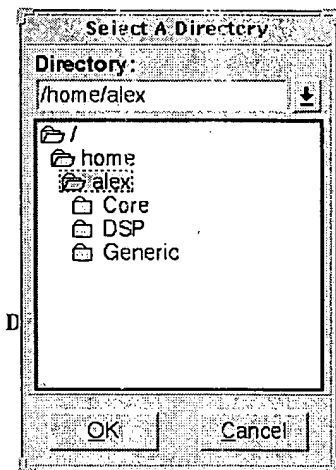 Select A Directory
Directory:
/home/alex
/
home
alex
Core
DSP
Generic
D
OK
Cancel